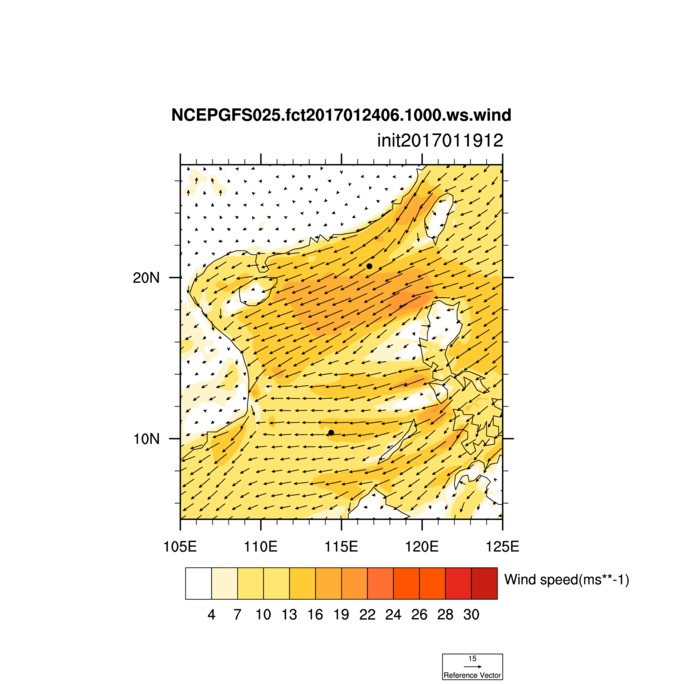 NCEPGFS025.fct2017012406.1000.ws.wind
init2017011912
20N
10N
105E 110E 115E 120E 125E
Wind speed(ms**-1)
4 7 10 13 16 19 22 24 26 28 30
15
Reference Vector